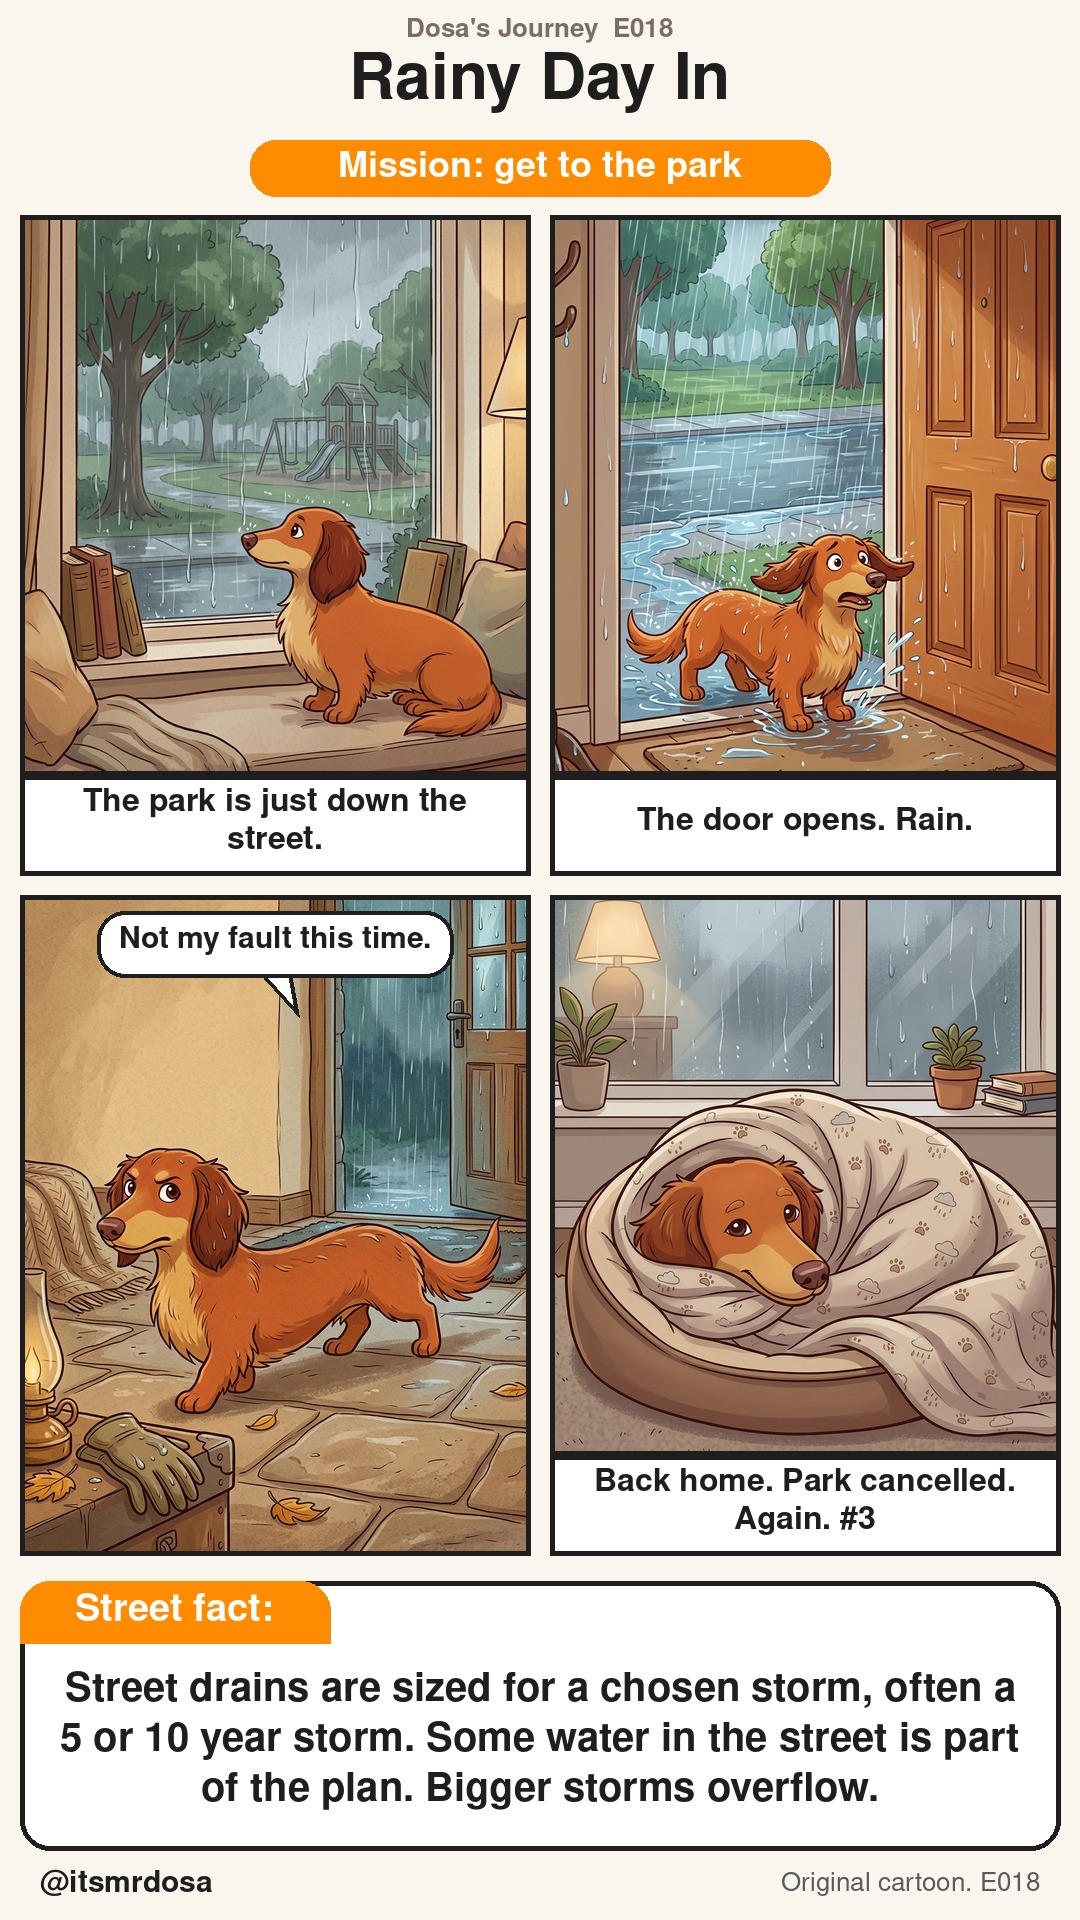 Dosa's Journey E018
Rainy Day In
Mission: get to the park
The park is just down the
street.
The door opens. Rain.
Not my fault this time.
Back home. Park cancelled.
Again. #3
Street fact:
Street drains are sized for a chosen storm, often a
5 or 10 year storm. Some water in the street is part
of the plan. Bigger storms overflow.
@itsmrdosa
Original cartoon. E018